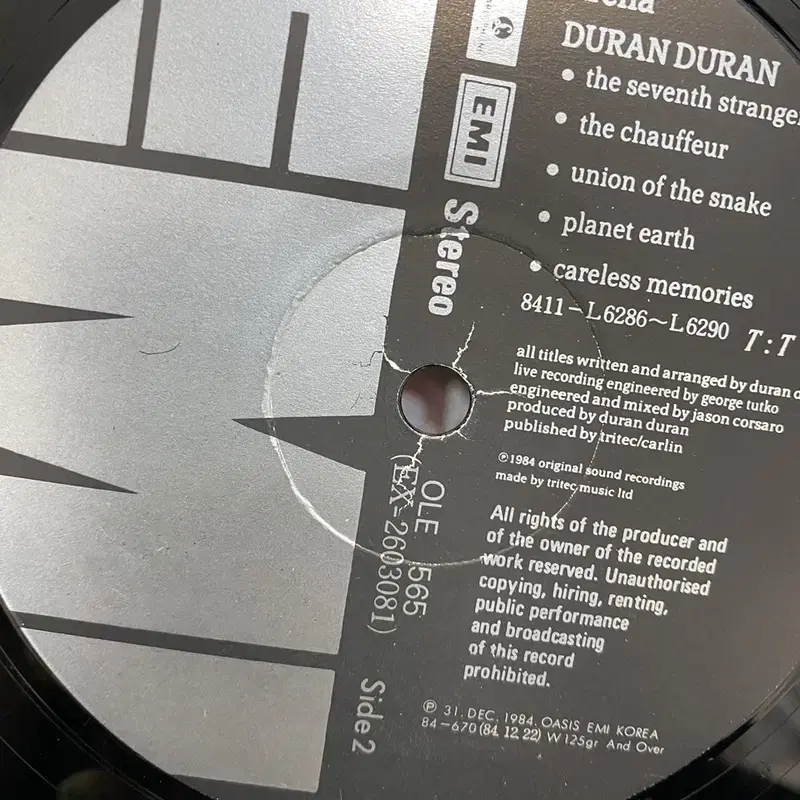 DURAN DURAN
• the seventh stranger
• the chauffeur
• union of the snake
• planet earth
• careless memories
8411-L6286~L6290 T:T
all titles written and arranged by duran d
live recording engineered by george tutko
engineered and mixed by jason corsaro
produced by duran duran
published by tritec/carlin
℗1984 original sound recordings
made by tritec music ltd
All rights of the producer and
of the owner of the recorded
work reserved. Unauthorised
copying, hiring, renting,
public performance
and broadcasting
of this record
prohibited.
℗ 31. DEC. 1984. OASIS EMI KOREA
84-670(84.12.22) W125gr And Over
EMI
Stereo
OLE 565
(EX-2603081)
Side 2